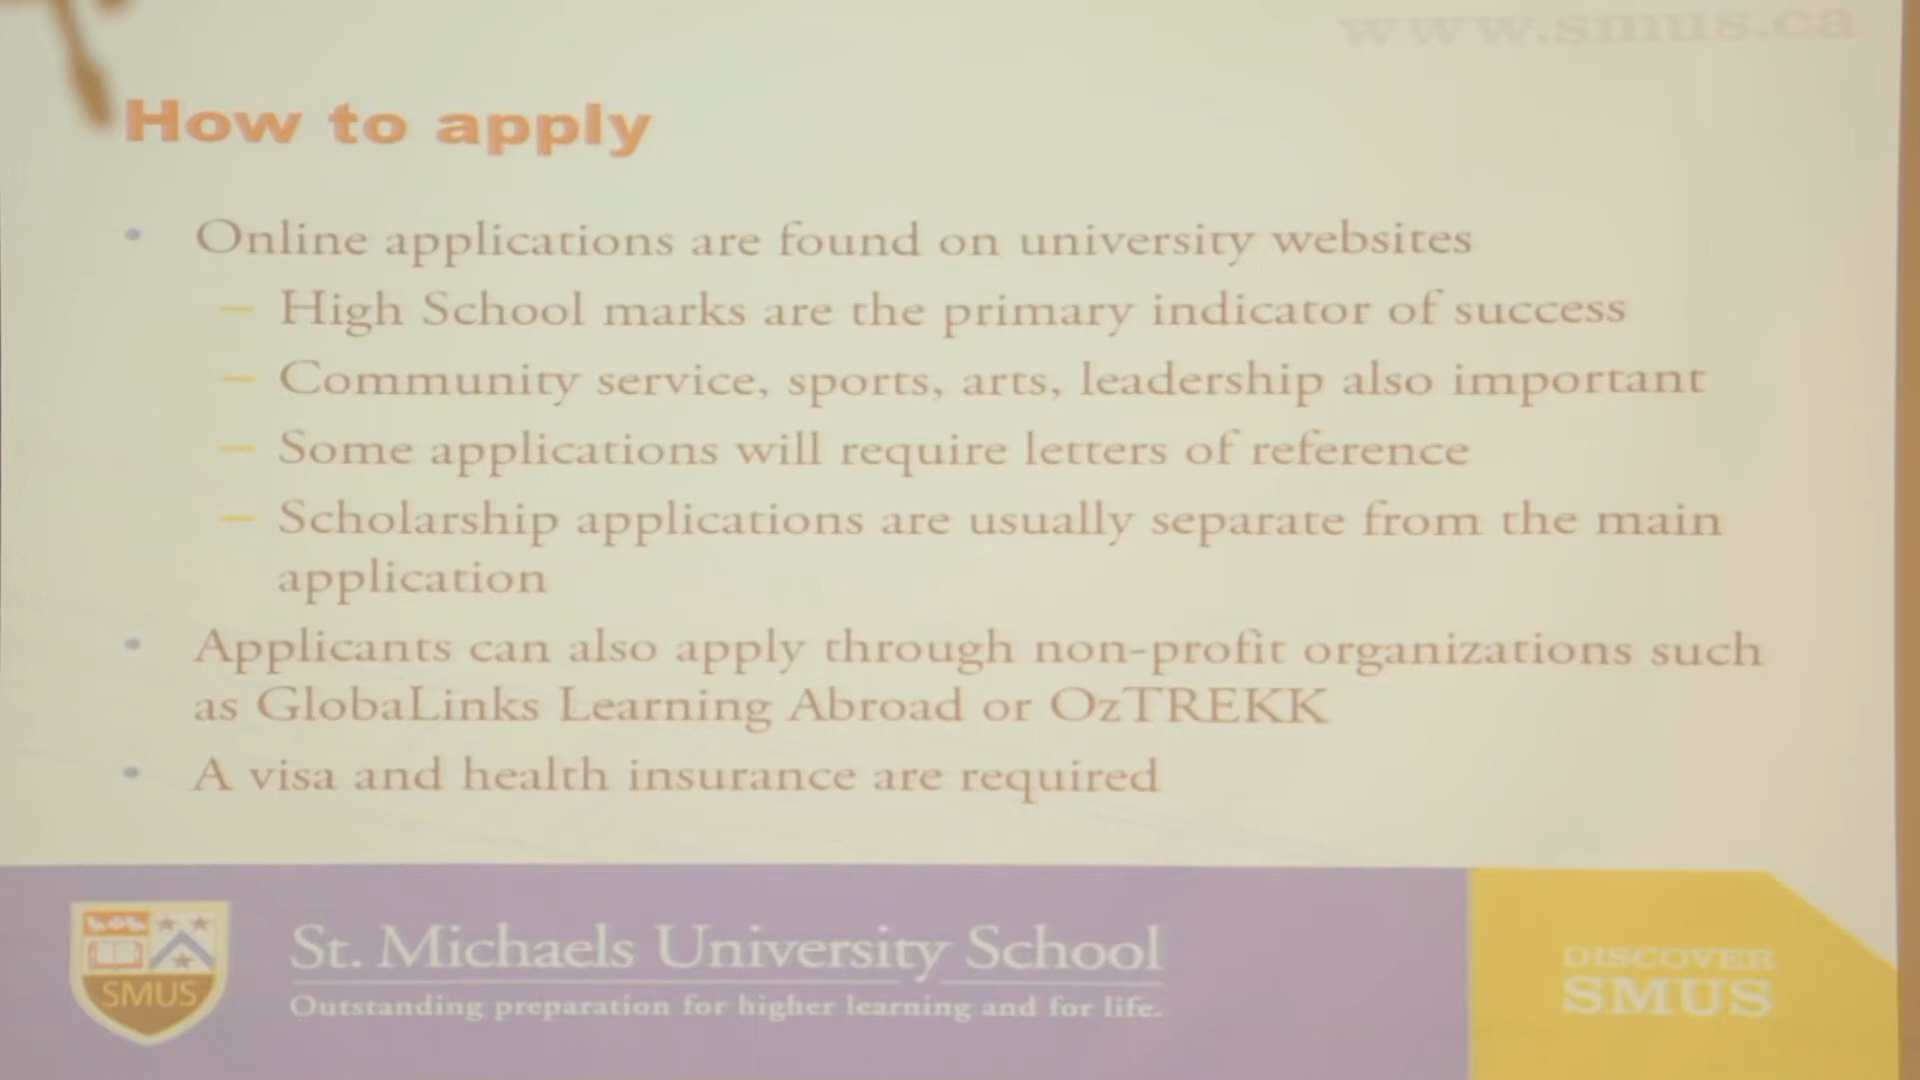 www.smus.ca
How to apply
• Online applications are found on university websites
– High School marks are the primary indicator of success
– Community service, sports, arts, leadership also important
– Some applications will require letters of reference
– Scholarship applications are usually separate from the main
application
• Applicants can also apply through non-profit organizations such
as GlobaLinks Learning Abroad or OzTREKK
• A visa and health insurance are required
SMUS
St. Michaels University School
Outstanding preparation for higher learning and for life.
DISCOVER
SMUS